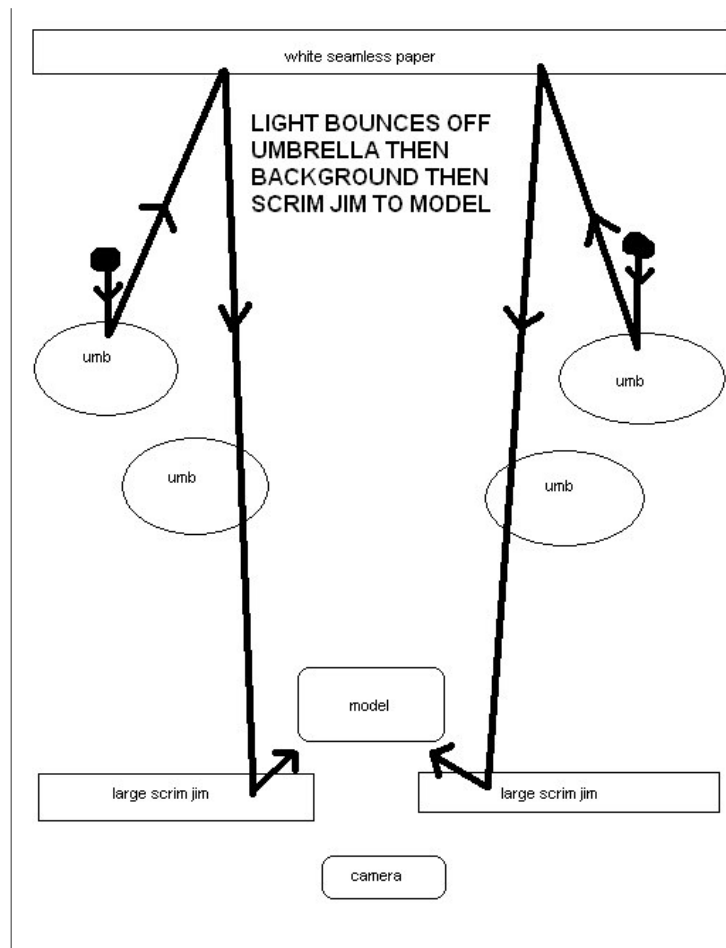 white seamless paper
LIGHT BOUNCES OFF
UMBRELLA THEN
BACKGROUND THEN
SCRIM JIM TO MODEL
umb
umb
umb
umb
model
large scrim jim
large scrim jim
camera